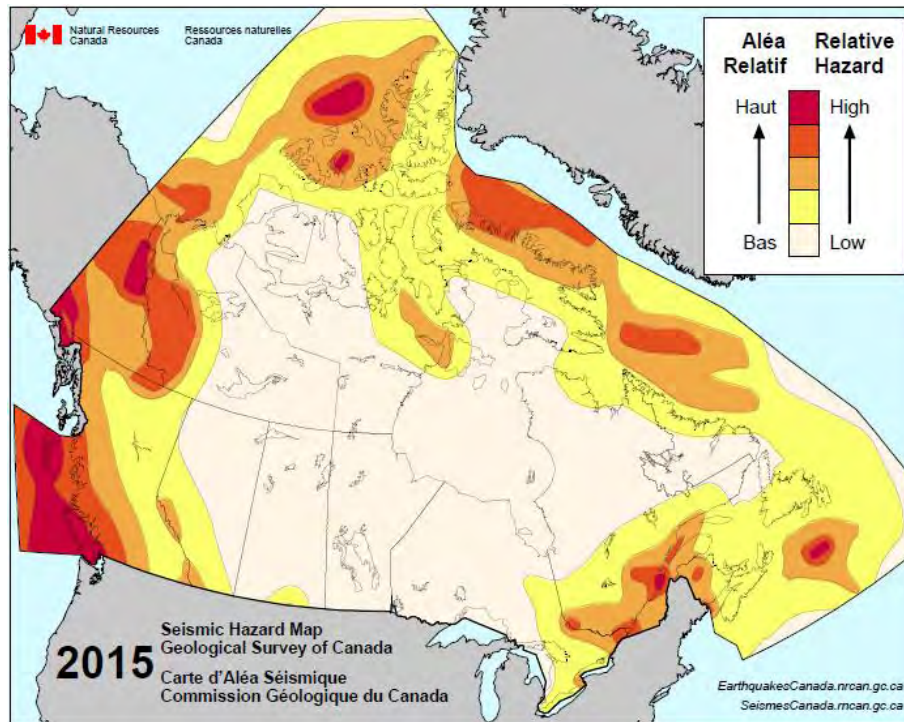 Natural Resources Canada
Ressources naturelles Canada
Aléa Relatif
Relative Hazard
Haut
High
Bas
Low
2015
Seismic Hazard Map
Geological Survey of Canada
Carte d'Aléa Séismique
Commission Géologique du Canada
EarthquakesCanada.nrcan.gc.ca
SeismesCanada.rncan.gc.ca